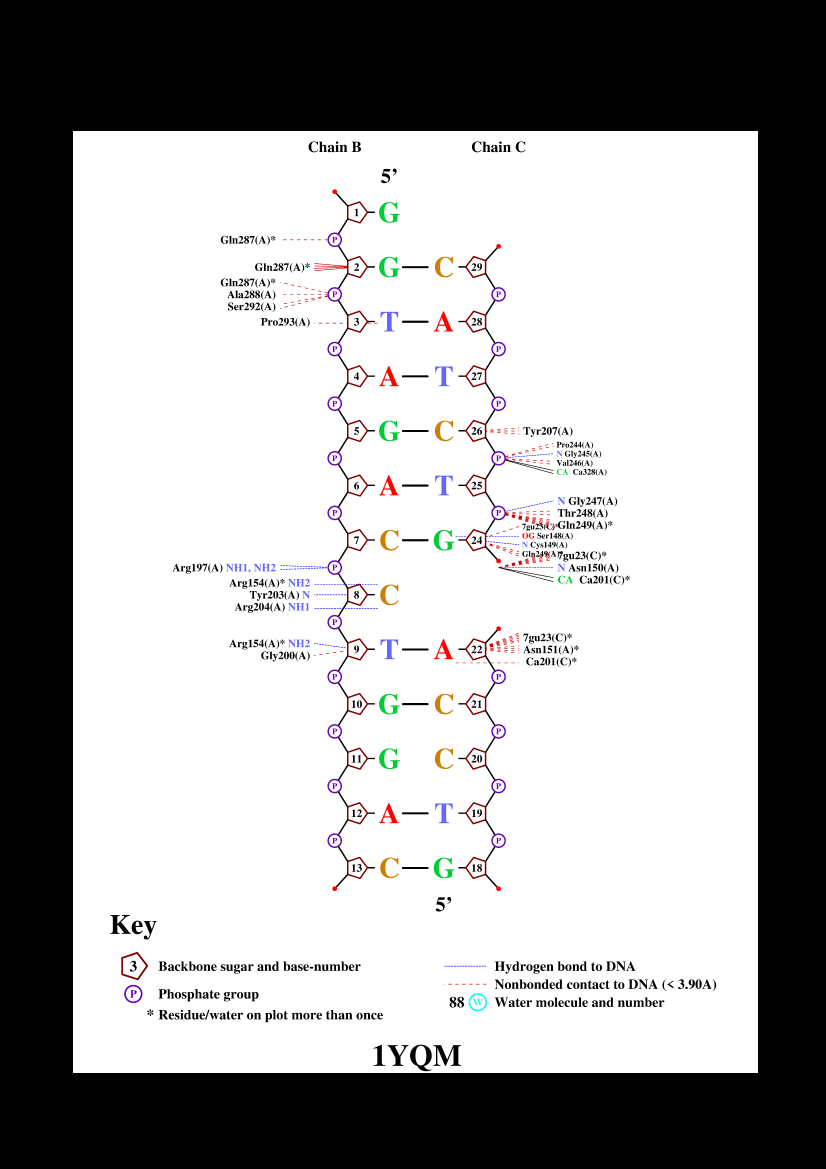 Chain B Chain C
5’
1 G
Gln287(A)* P
Gln287(A)* 2 G C 29
Gln287(A)*
Ala288(A) P P
Ser292(A)
Pro293(A) 3 T A 28
P P
4 A T 27
P P
5 G C 26 Tyr207(A)
Pro244(A)
P P N Gly245(A)
Val246(A)
CA Ca328(A)
6 A T 25
N Gly247(A)
P P Thr248(A)
Gln249(A)*
7gu23(C)*
7 C G 24 OG Ser148(A)
N Cys149(A)
Gln249(A)*
7gu23(C)*
Arg197(A) NH1, NH2 P N Asn150(A)
CA Ca201(C)*
Arg154(A)* NH2
Tyr203(A) N 8 C
Arg204(A) NH1
P
Arg154(A)* NH2 7gu23(C)*
9 T A 22 Asn151(A)*
Gly200(A) Ca201(C)*
P P
10 G C 21
P P
11 G C 20
P P
12 A T 19
P P
13 C G 18
5’
Key
3 Backbone sugar and base-number
P Phosphate group
* Residue/water on plot more than once
Hydrogen bond to DNA
Nonbonded contact to DNA (< 3.90A)
88 W Water molecule and number
1YQM